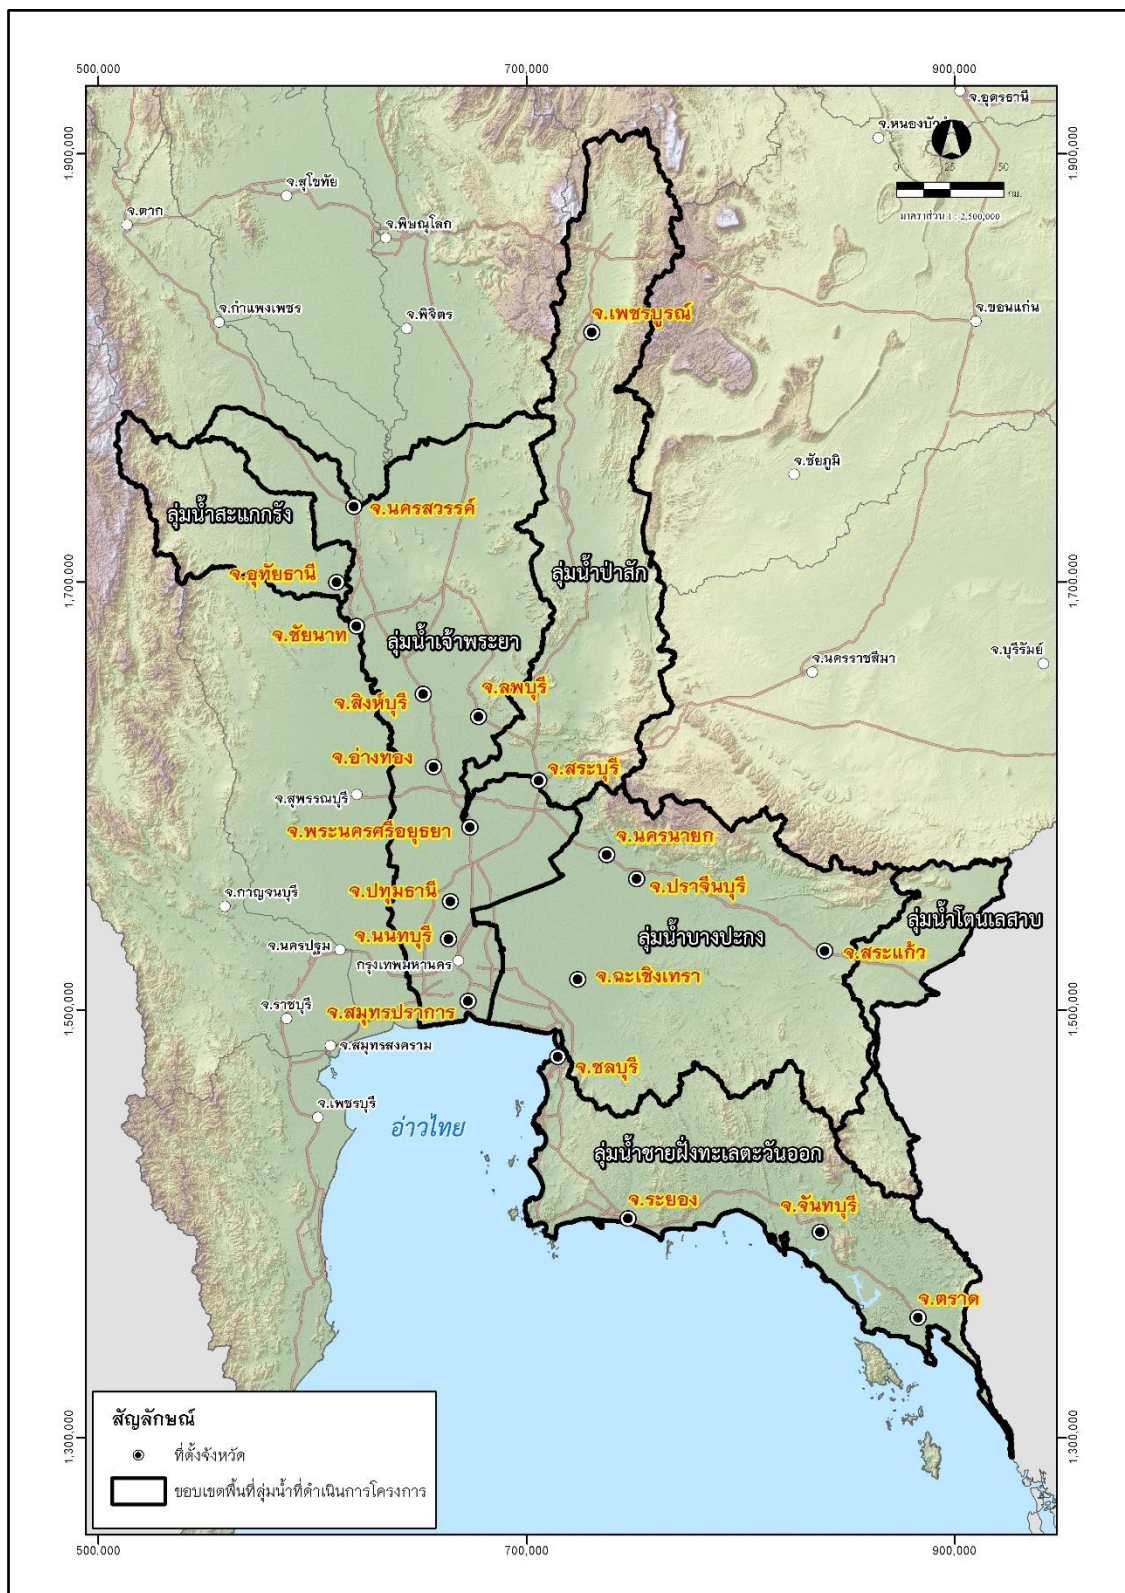 500,000
700,000
900,000
จ.อุดรธานี
1,900,000
1,900,000
0
25
50
กม.
มาตราส่วน 1 : 2,500,000
จ.สุโขทัย
จ.ตาก
จ.พิษณุโลก
จ.กำแพงเพชร
จ.พิจิตร
จ.เพชรบูรณ์
จ.ขอนแก่น
จ.ชัยภูมิ
จ.นครสวรรค์
ลุ่มน้ำสะแกกรัง
จ.อุทัยธานี
ลุ่มน้ำป่าสัก
1,700,000
1,700,000
จ.ชัยนาท
ลุ่มน้ำเจ้าพระยา
จ.นครราชสีมา
จ.บุรีรัมย์
จ.สิงห์บุรี
จ.ลพบุรี
จ.อ่างทอง
จ.สระบุรี
จ.สุพรรณบุรี
จ.พระนครศรีอยุธยา
จ.นครนายก
จ.ปราจีนบุรี
จ.กาญจนบุรี
จ.ปทุมธานี
ลุ่มน้ำโตนเลสาบ
จ.นครปฐม
จ.นนทบุรี
ลุ่มน้ำบางปะกง
จ.สระแก้ว
กรุงเทพมหานคร
จ.ฉะเชิงเทรา
จ.ราชบุรี
จ.สมุทรปราการ
1,500,000
1,500,000
จ.สมุทรสงคราม
จ.ชลบุรี
จ.เพชรบุรี
อ่าวไทย
ลุ่มน้ำชายฝั่งทะเลตะวันออก
จ.ระยอง
จ.จันทบุรี
จ.ตราด
สัญลักษณ์
ที่ตั้งจังหวัด
ขอบเขตพื้นที่ลุ่มน้ำที่ดำเนินการโครงการ
1,300,000
1,300,000
500,000
700,000
900,000